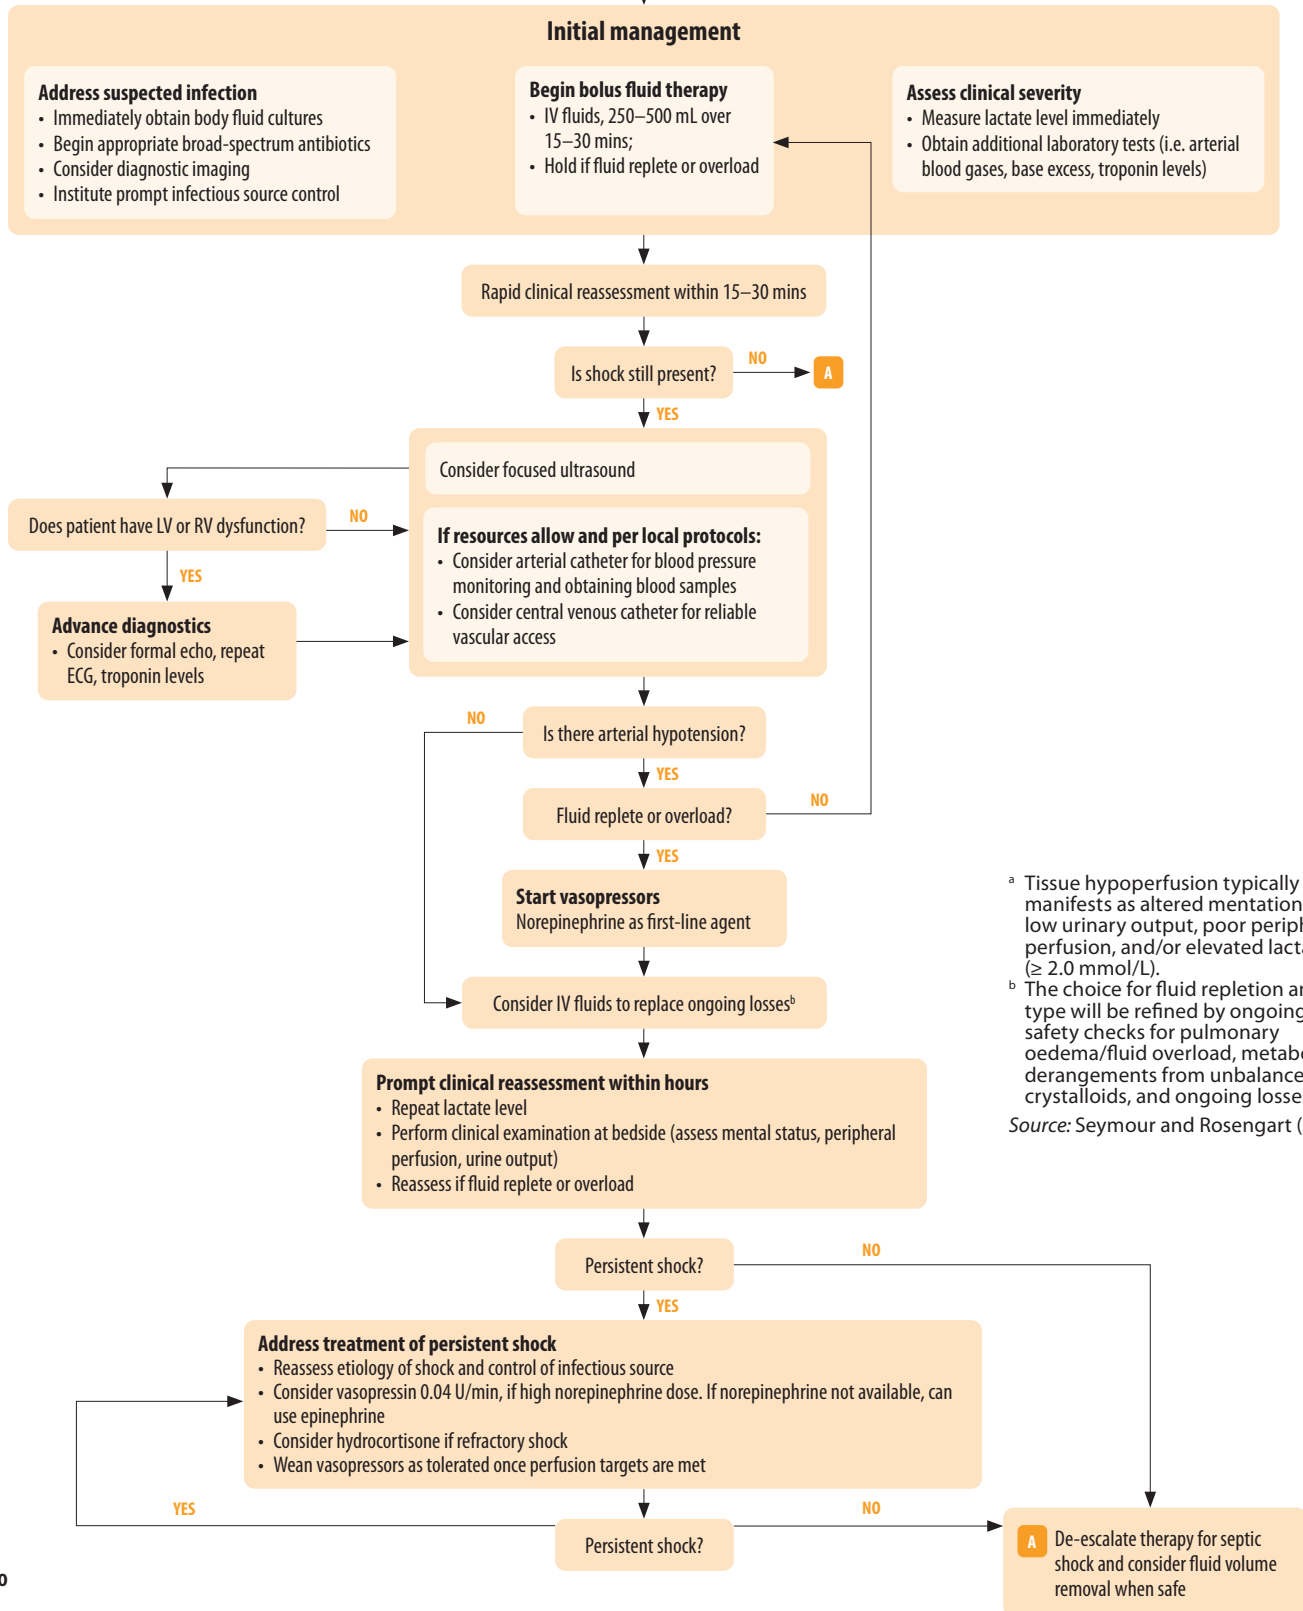 Initial management
Address suspected infection
• Immediately obtain body fluid cultures
• Begin appropriate broad-spectrum antibiotics
• Consider diagnostic imaging
• Institute prompt infectious source control
Begin bolus fluid therapy
• IV fluids, 250–500 mL over
15–30 mins;
• Hold if fluid replete or overload
Assess clinical severity
• Measure lactate level immediately
• Obtain additional laboratory tests (i.e. arterial
blood gases, base excess, troponin levels)
Rapid clinical reassessment within 15–30 mins
Is shock still present?
NO
A
YES
Consider focused ultrasound
Does patient have LV or RV dysfunction?
NO
YES
If resources allow and per local protocols:
• Consider arterial catheter for blood pressure
monitoring and obtaining blood samples
• Consider central venous catheter for reliable
vascular access
Advance diagnostics
• Consider formal echo, repeat
ECG, troponin levels
NO
Is there arterial hypotension?
YES
Fluid replete or overload?
NO
YES
Start vasopressors
Norepinephrine as first-line agent
Consider IV fluids to replace ongoing losses b
Prompt clinical reassessment within hours
• Repeat lactate level
• Perform clinical examination at bedside (assess mental status, peripheral
perfusion, urine output)
• Reassess if fluid replete or overload
a Tissue hypoperfusion typically
manifests as altered mentation
low urinary output, poor
perfusion, and/or elevated
(≥ 2.0 mmol/L).
b The choice for fluid repletion
type will be refined by ongoing
safety checks for pulmonary
oedema/fluid overload,
derangements from
crystalloids, and ongoing
Source: Seymour and Rosengart (
Persistent shock?
NO
YES
Address treatment of persistent shock
• Reassess etiology of shock and control of infectious source
• Consider vasopressin 0.04 U/min, if high norepinephrine dose. If norepinephrine not available, can
use epinephrine
• Consider hydrocortisone if refractory shock
• Wean vasopressors as tolerated once perfusion targets are met
YES
Persistent shock?
NO
A De-escalate therapy for septic
shock and consider fluid volume
removal when safe